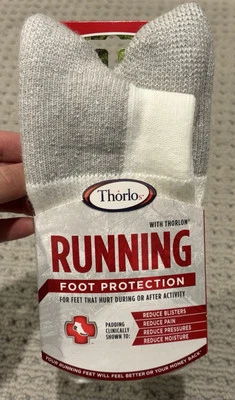 Thorlos®
WITH THORLON®
RUNNING
FOOT PROTECTION
FOR FEET THAT HURT DURING OR AFTER ACTIVITY
PADDING
CLINICALLY
SHOWN TO:
REDUCE BLISTERS
REDUCE PAIN
REDUCE PRESSURES
REDUCE MOISTURE
YOUR RUNNING FEET WILL FEEL BETTER OR YOUR MONEY BACK